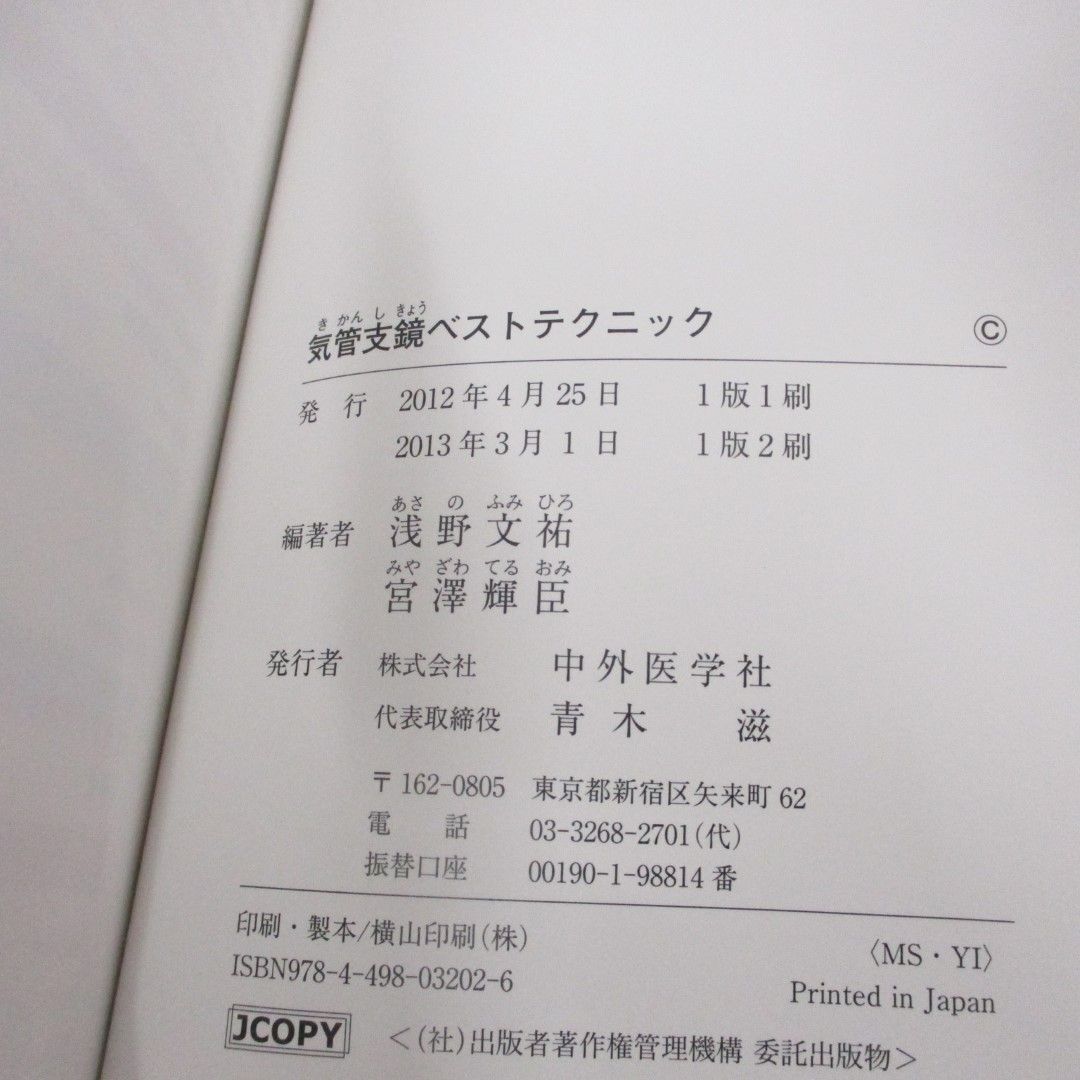 き かん し きょう
気管支鏡ベストテクニック ©
発 行 2012年4月25日 1版1刷
2013年3月1日 1版2刷
あさ の ふみ ひろ
編著者 浅野文祐
みや ざわ てる おみ
宮澤輝臣
発行者 株式会社 中外医学社
代表取締役 青木 滋
〒162-0805 東京都新宿区矢来町62
電 話 03-3268-2701(代)
振替口座 00190-1-98814番
印刷・製本/横山印刷(株) 〈MS・YI〉
ISBN978-4-498-03202-6 Printed in Japan
JCOPY <(社)出版者著作権管理機構 委託出版物>